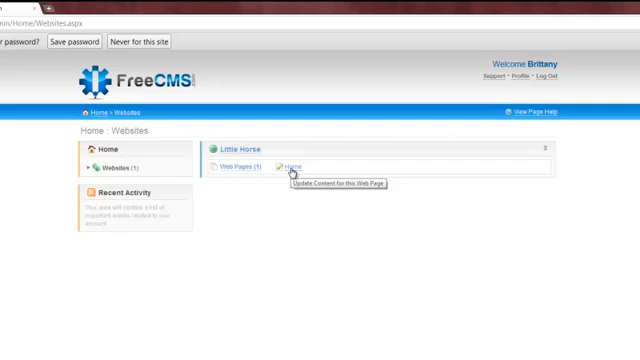 min/Home/Websites.aspx
r password?
Save password
Never for this site
Welcome Brittany
FreeCMS
Support • Profile • Log Out
Home > Websites
View Page Help
Home : Websites
Home
Websites (1)
Recent Activity
This area will contain a list of
important events related to your
account
Little Horse
Web Pages (1)
Home
Update Content for this Web Page